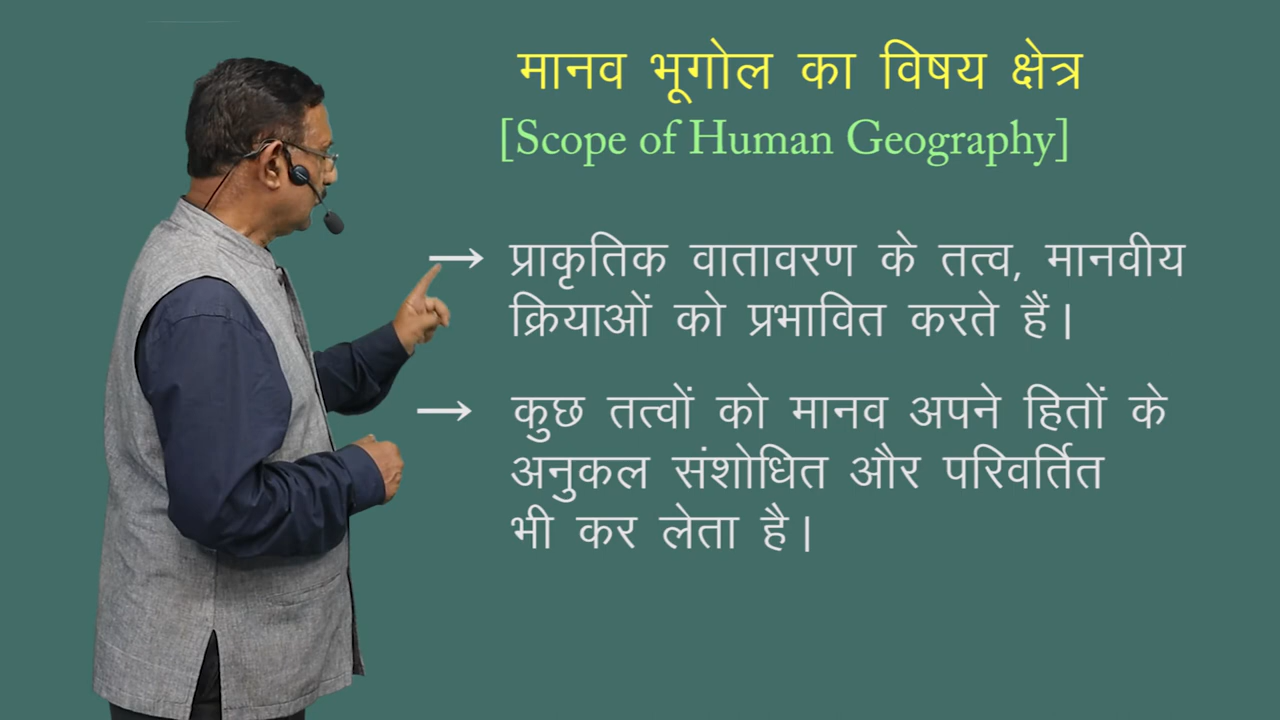 मानव भूगोल का विषय क्षेत्र
[Scope of Human Geography]
→ प्राकृतिक वातावरण के तत्व, मानवीय
क्रियाओं को प्रभावित करते हैं।
→ कुछ तत्वों को मानव अपने हितों के
अनुकल संशोधित और परिवर्तित
भी कर लेता है।